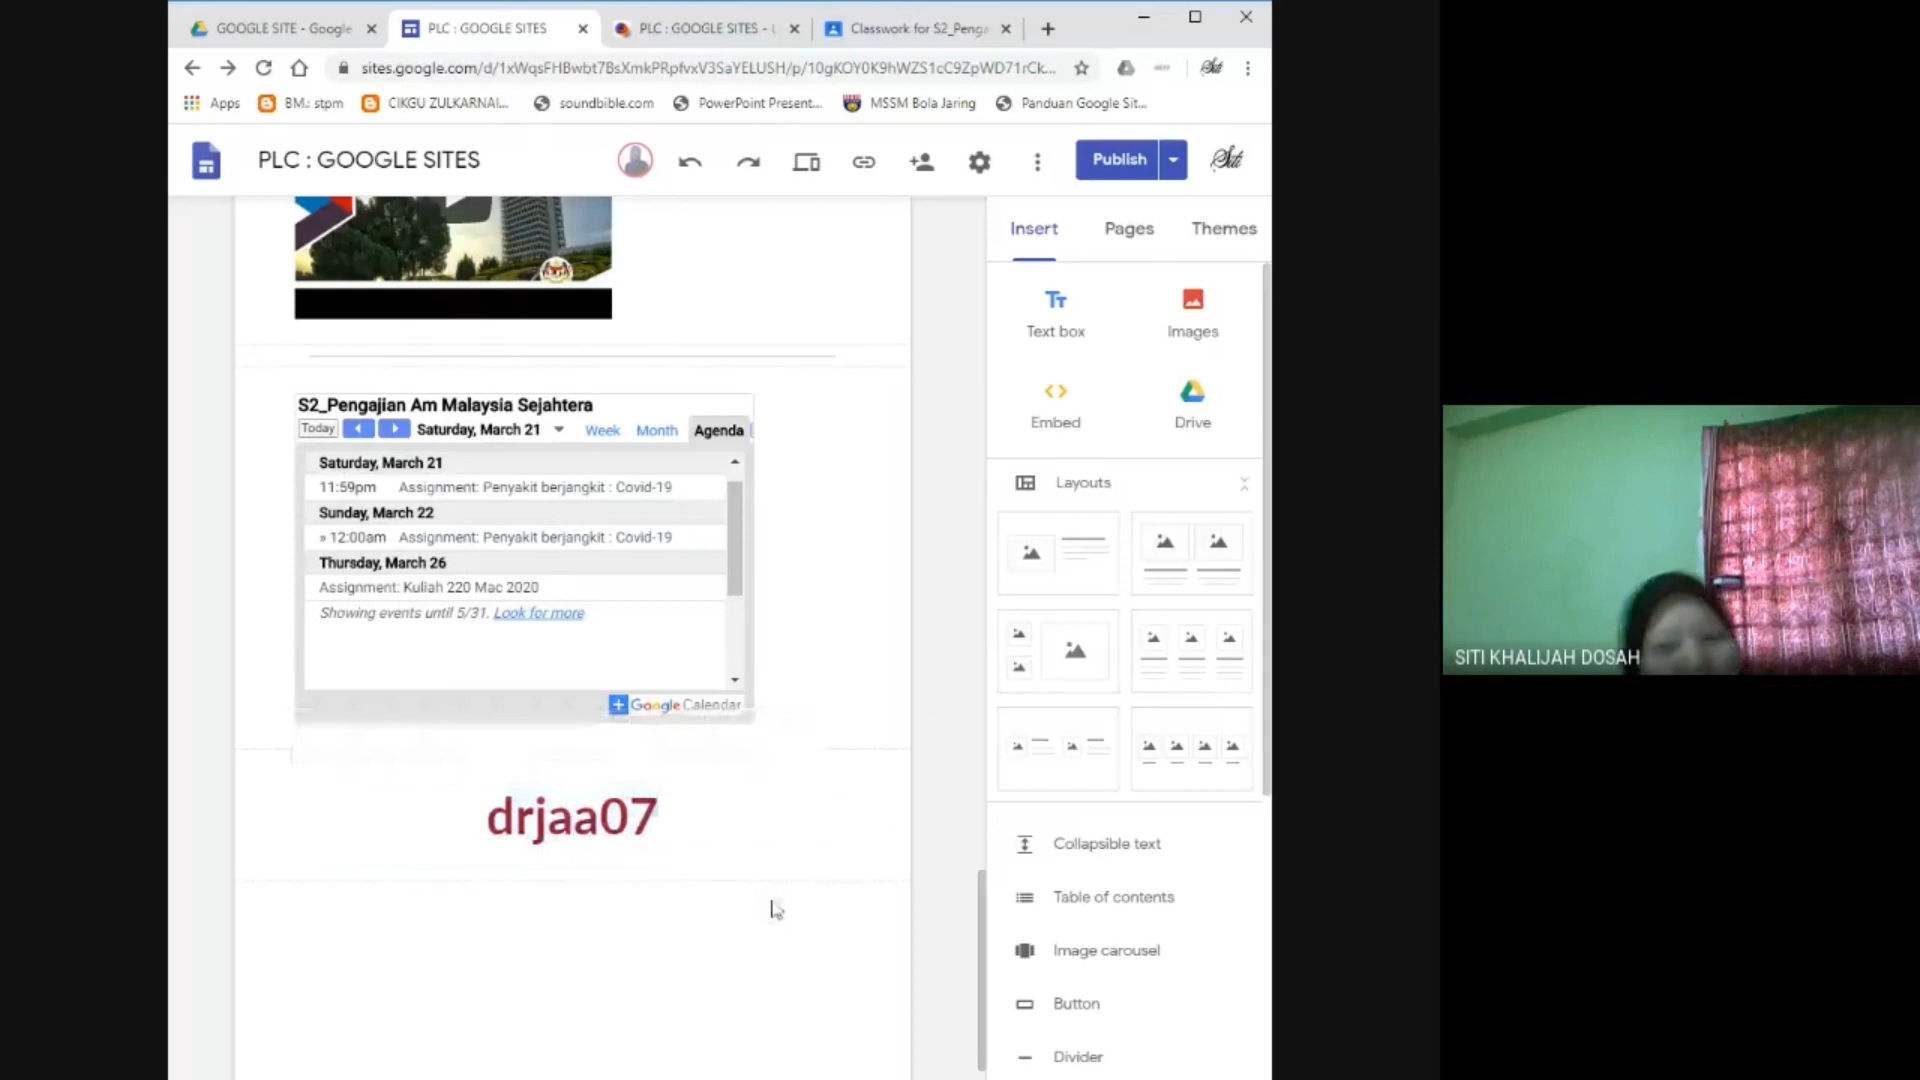 GOOGLE SITE - Google
PLC : GOOGLE SITES
PLC : GOOGLE SITES -
Classwork for S2_Penga
sites.google.com/d/1xWqsFHBwbt7BsXmkPRpfvxV3SaYELUSH/p/10gKOY0K9hWZS1cC9ZpWD71rCk...
Apps
BM.: stpm
CIKGU ZULKARNAI...
soundbible.com
PowerPoint Present...
MSSM Bola Jaring
Panduan Google Sit...
PLC : GOOGLE SITES
Publish
Siti
Insert
Pages
Themes
Text box
Images
Embed
Drive
Layouts
S2_Pengajian Am Malaysia Sejahtera
Today
Saturday, March 21
Week
Month
Agenda
Saturday, March 21
11:59pm Assignment: Penyakit berjangkit : Covid-19
Sunday, March 22
» 12:00am Assignment: Penyakit berjangkit : Covid-19
Thursday, March 26
Assignment: Kuliah 220 Mac 2020
Showing events until 5/31. Look for more
Google Calendar
drjaa07
Collapsible text
Table of contents
Image carousel
Button
Divider
SITI KHALIJAH DOSAH